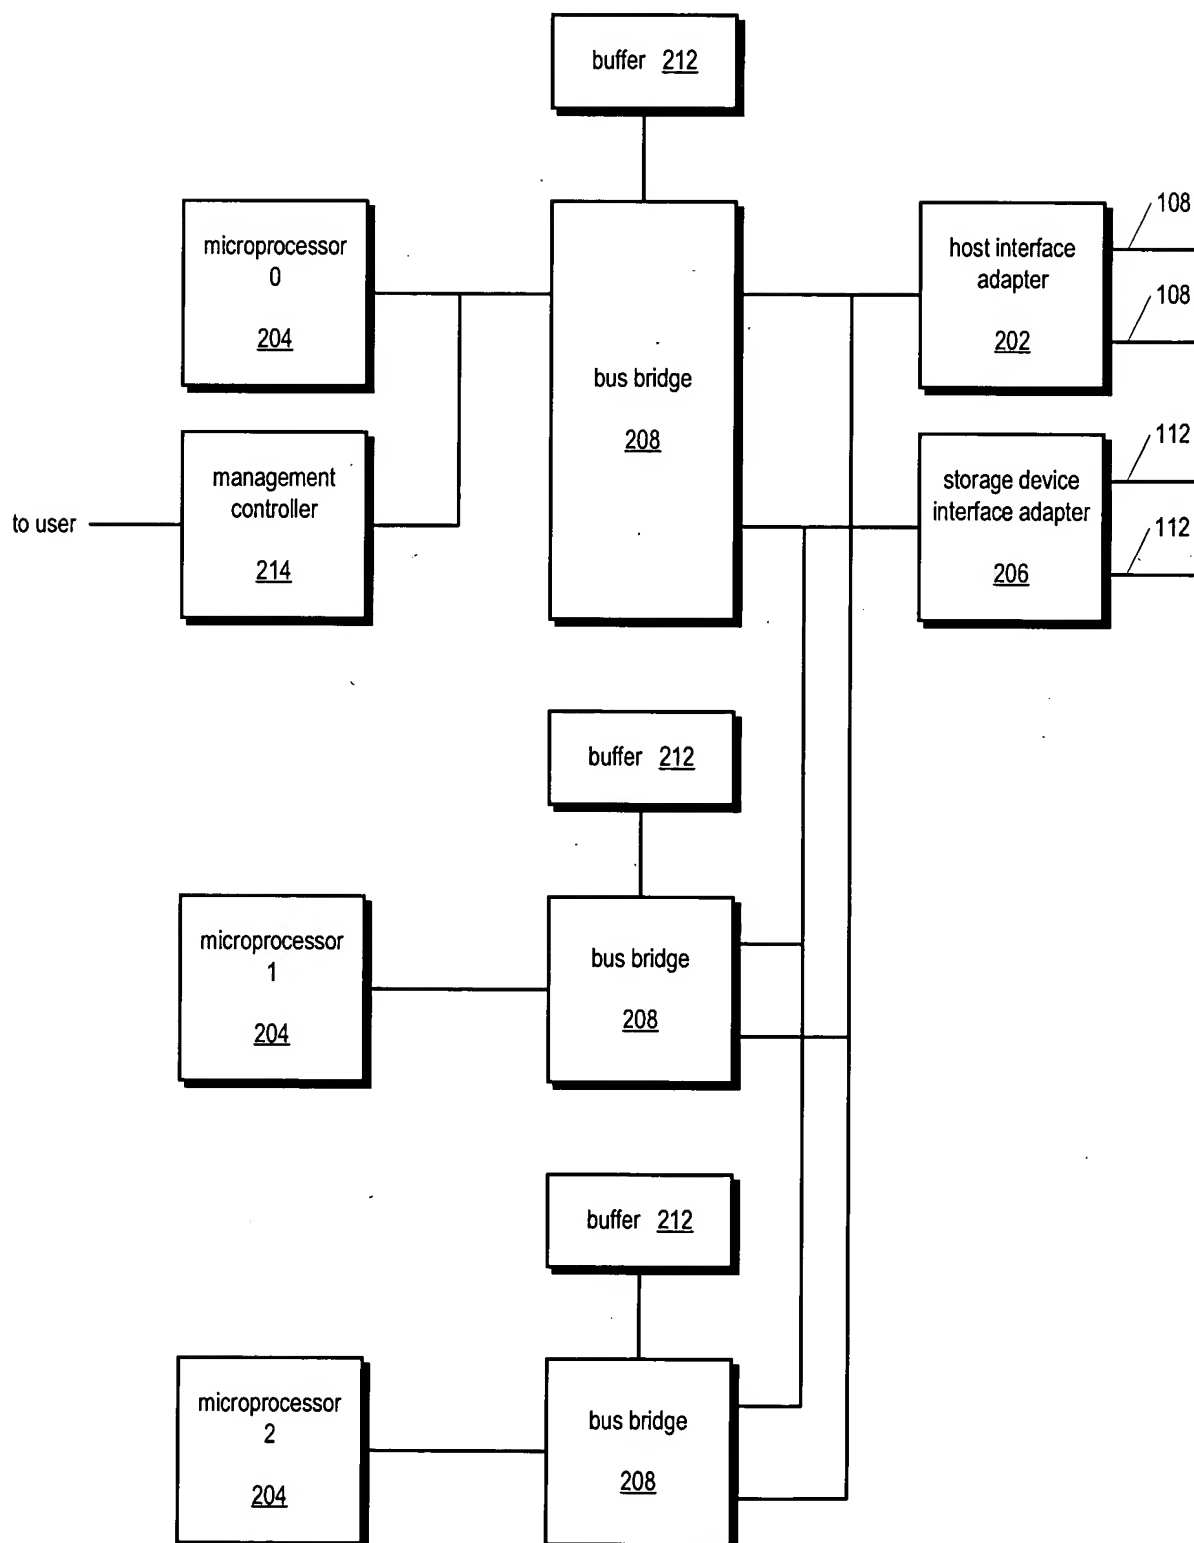 buffer 212
microprocessor
0
204
bus bridge
208
host interface
adapter
202
108
108
management
controller
214
to user
storage device
interface adapter
206
112
112
buffer 212
microprocessor
1
204
bus bridge
208
buffer 212
microprocessor
2
204
bus bridge
208